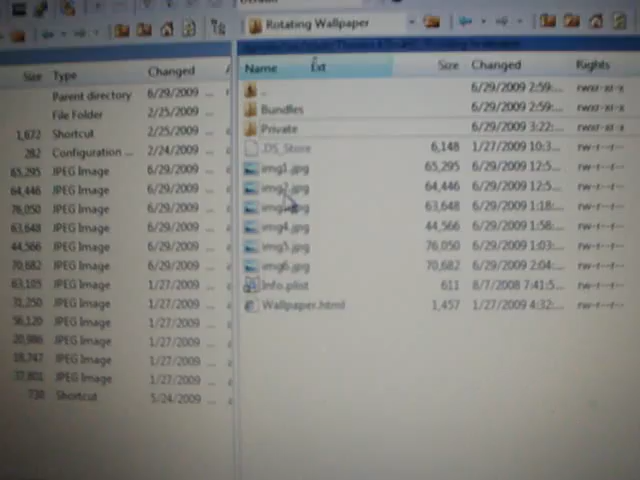 Rotating Wallpaper
Size Type Changed
Name Ext Size Changed Rights
Parent directory 6/29/2009 ...
.. 6/29/2009 2:59:... rwxr-xr-x
File Folder 2/25/2009 ...
Bundles 6/29/2009 2:59:... rwxr-xr-x
1,672 Shortcut 2/25/2009 ...
Private 6/29/2009 3:22:... rwxr-xr-x
282 Configuration ... 2/24/2009 ...
.DS_Store 6,148 1/27/2009 10:3... rw-r--r--
65,295 JPEG Image 6/29/2009 ...
img1.jpg 65,295 6/29/2009 12:5... rw-r--r--
64,446 JPEG Image 6/29/2009 ...
img2.jpg 64,446 6/29/2009 12:5... rw-r--r--
76,050 JPEG Image 6/29/2009 ...
63,648 6/29/2009 1:18:... rw-r--r--
63,648 JPEG Image 6/29/2009 ...
img4.jpg 44,566 6/29/2009 1:58:... rw-r--r--
44,566 JPEG Image 6/29/2009 ...
img5.jpg 76,050 6/29/2009 1:03:... rw-r--r--
70,682 JPEG Image 6/29/2009 ...
img6.jpg 70,682 6/29/2009 2:04:... rw-r--r--
63,105 JPEG Image 1/27/2009 ...
Info.plist 611 8/7/2008 7:41:5... rw-r--r--
31,250 JPEG Image 1/27/2009 ...
Wallpaper.html 1,457 1/27/2009 4:32:... rw-r--r--
56,120 JPEG Image 1/27/2009 ...
20,986 JPEG Image 1/27/2009 ...
JPEG Image 1/27/2009 ...
37,801 JPEG Image 1/27/2009 ...
730 Shortcut 5/24/2009 ...